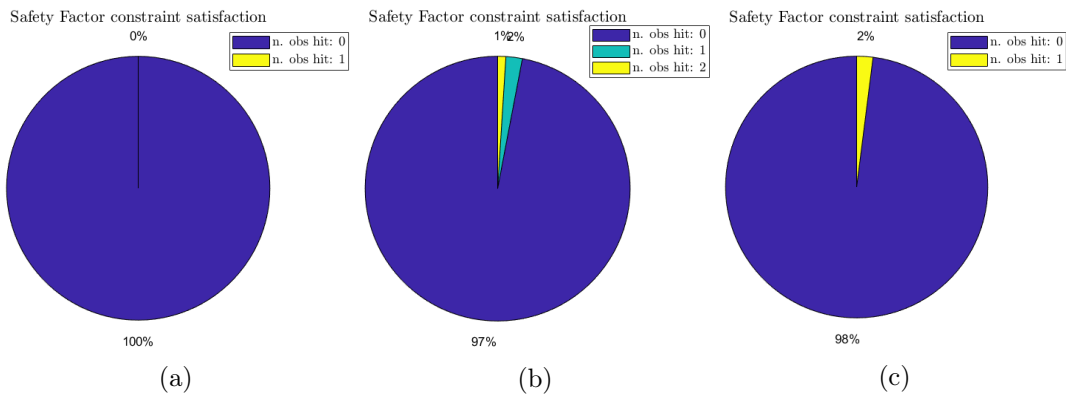 Safety Factor constraint satisfaction
0%
n. obs hit: 0
n. obs hit: 1
100%
(a)
Safety Factor constraint satisfaction
1%
2%
n. obs hit: 0
n. obs hit: 1
n. obs hit: 2
97%
(b)
Safety Factor constraint satisfaction
2%
n. obs hit: 0
n. obs hit: 1
98%
(c)